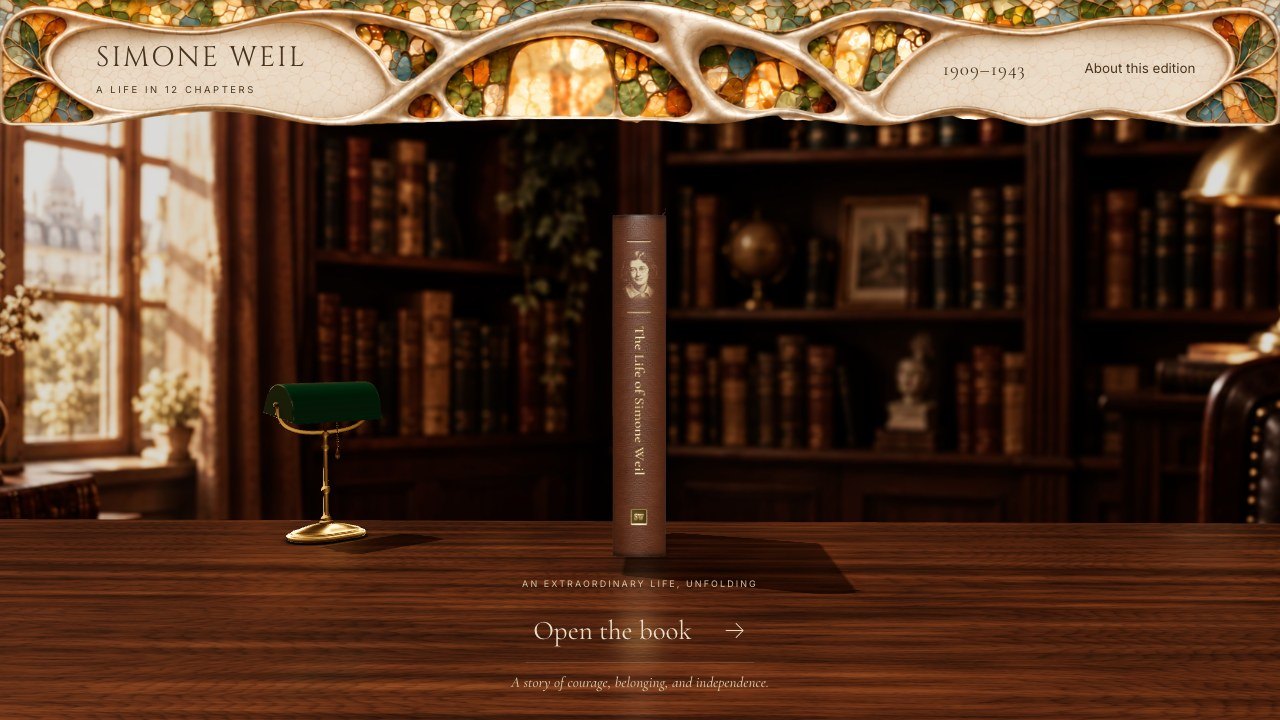 SIMONE WEIL
A LIFE IN 12 CHAPTERS
1909–1943
About this edition
The Life of Simone Weil
SW
AN EXTRAORDINARY LIFE, UNFOLDING
Open the book →
A story of courage, belonging, and independence.